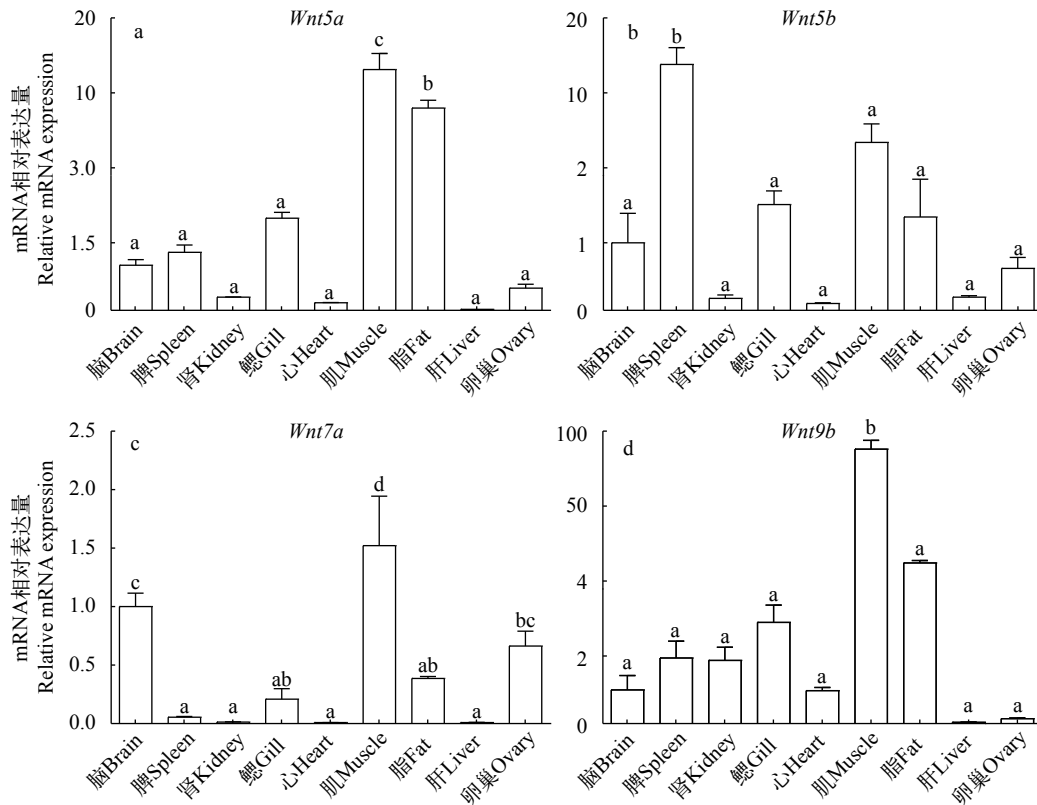 Wnt5a
a
mRNA相对表达量
Relative mRNA expression
20
10
3.0
1.5
0
a
a
a
a
a
c
b
a
a
脑Brain
脾Spleen
肾Kidney
鳃Gill
心Heart
肌Muscle
脂Fat
肝Liver
卵巢Ovary
Wnt5b
b
20
10
2
1
0
a
b
a
a
a
a
a
a
a
脑Brain
脾Spleen
肾Kidney
鳃Gill
心Heart
肌Muscle
脂Fat
肝Liver
卵巢Ovary
Wnt7a
c
mRNA相对表达量
Relative mRNA expression
2.5
2.0
1.5
1.0
0.5
0.0
c
a
a
ab
a
d
ab
a
bc
脑Brain
脾Spleen
肾Kidney
鳃Gill
心Heart
肌Muscle
脂Fat
肝Liver
卵巢Ovary
Wnt9b
d
100
50
4
2
0
a
a
a
a
a
b
a
a
a
脑Brain
脾Spleen
肾Kidney
鳃Gill
心Heart
肌Muscle
脂Fat
肝Liver
卵巢Ovary